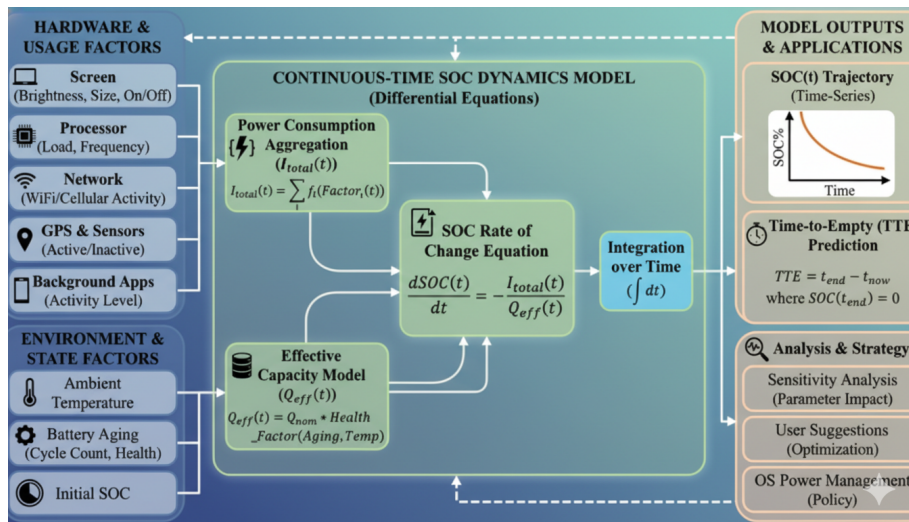 HARDWARE &
USAGE FACTORS
Screen
(Brightness, Size, On/Off)
Processor
(Load, Frequency)
Network
(WiFi/Cellular Activity)
GPS & Sensors
(Active/Inactive)
Background Apps
(Activity Level)
ENVIRONMENT &
STATE FACTORS
Ambient
Temperature
Battery Aging
(Cycle Count, Health)
Initial SOC
CONTINUOUS-TIME SOC DYNAMICS MODEL
(Differential Equations)
Power Consumption
Aggregation
(I_total(t))
I_total(t) = ∑_i f_i(Factor_i(t))
Effective
Capacity Model
(Q_eff(t))
Q_eff(t) = Q_nom * Health
_Factor(Aging, Temp)
SOC Rate of
Change Equation
dSOC(t)/dt = − I_total(t)/Q_eff(t)
Integration
over Time
(∫ dt)
MODEL OUTPUTS
& APPLICATIONS
SOC(t) Trajectory
(Time-Series)
SOC%
Time
Time-to-Empty (TTE
Prediction
TTE = t_end − t_now
where SOC(t_end) = 0
Analysis & Strategy
Sensitivity Analysis
(Parameter Impact)
User Suggestions
(Optimization)
OS Power Management
(Policy)